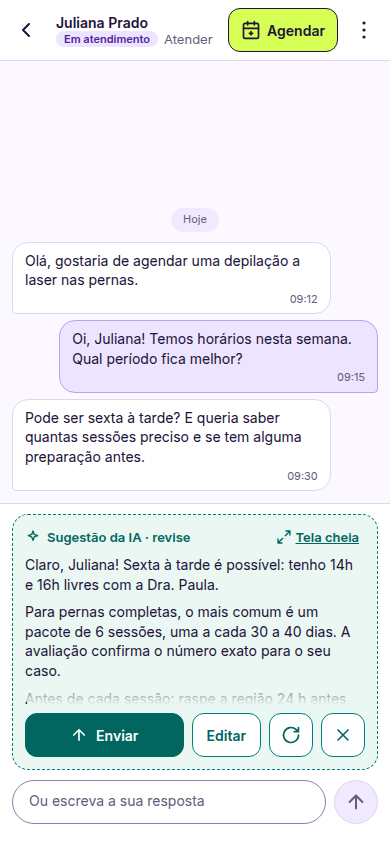 Juliana Prado
Em atendimento Atender
Agendar
Hoje
Olá, gostaria de agendar uma depilação a
laser nas pernas.
09:12
Oi, Juliana! Temos horários nesta semana.
Qual período fica melhor?
09:15
Pode ser sexta à tarde? E queria saber
quantas sessões preciso e se tem alguma
preparação antes.
09:30
Sugestão da IA · revise
Tela cheia
Claro, Juliana! Sexta à tarde é possível: tenho 14h
e 16h livres com a Dra. Paula.
Para pernas completas, o mais comum é um
pacote de 6 sessões, uma a cada 30 a 40 dias. A
avaliação confirma o número exato para o seu
caso.
Antes de cada sessão: raspe a região 24 h antes
Enviar
Editar
Ou escreva a sua resposta